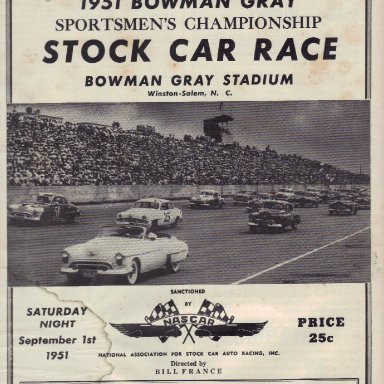 1951 BOWMAN GRAY
SPORTSMEN'S CHAMPIONSHIP
STOCK CAR RACE
BOWMAN GRAY STADIUM
Winston-Salem, N. C.
25
SANCTIONED
BY
NASCAR
NATIONAL ASSOCIATION FOR STOCK CAR AUTO RACING, INC.
Directed by
BILL FRANCE
SATURDAY
NIGHT
September 1st
1951
PRICE
25c